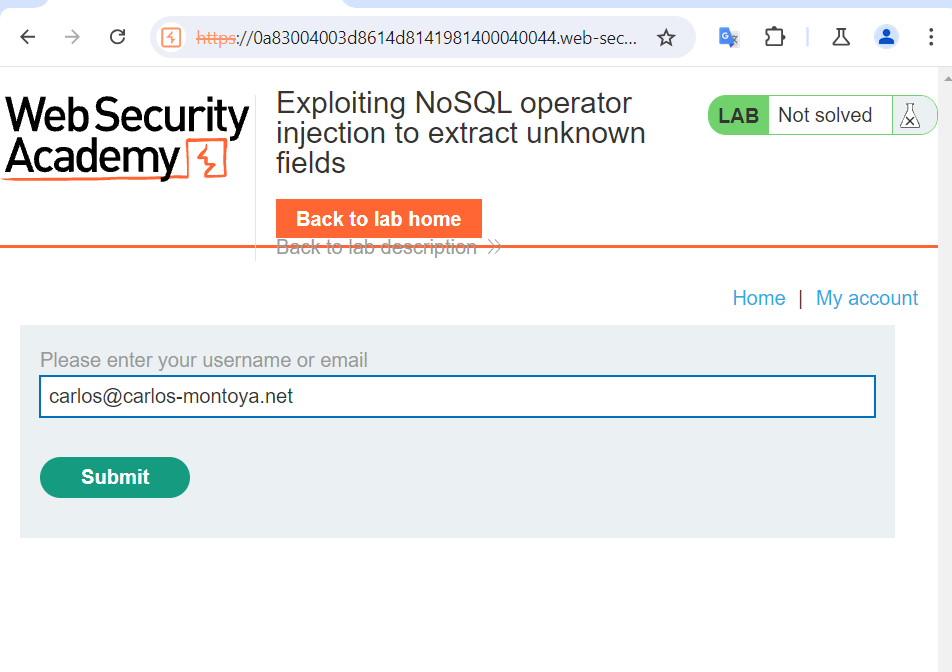 https://0a83004003d8614d8141981400040044.web-sec...
Web Security
Academy
Exploiting NoSQL operator
injection to extract unknown
fields
LAB Not solved
Back to lab home
Back to lab description
Home | My account
Please enter your username or email
carlos@carlos-montoya.net
Submit